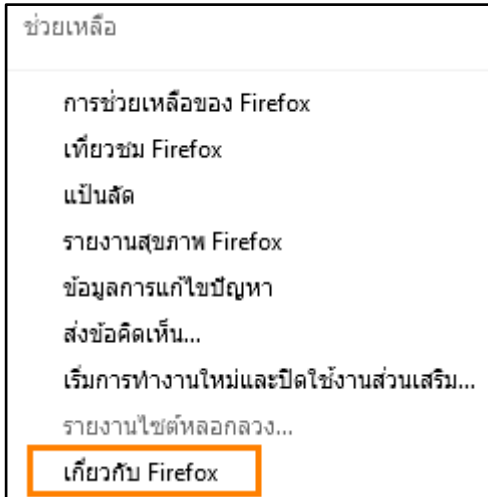 ช่วยเหลือ
การช่วยเหลือของ Firefox
เที่ยวชม Firefox
แป้นลัด
รายงานสุขภาพ Firefox
ข้อมูลการแก้ไขปัญหา
ส่งข้อคิดเห็น...
เริ่มการทำงานใหม่และปิดใช้งานส่วนเสริม...
รายงานไซต์หลอกลวง...
เกี่ยวกับ Firefox